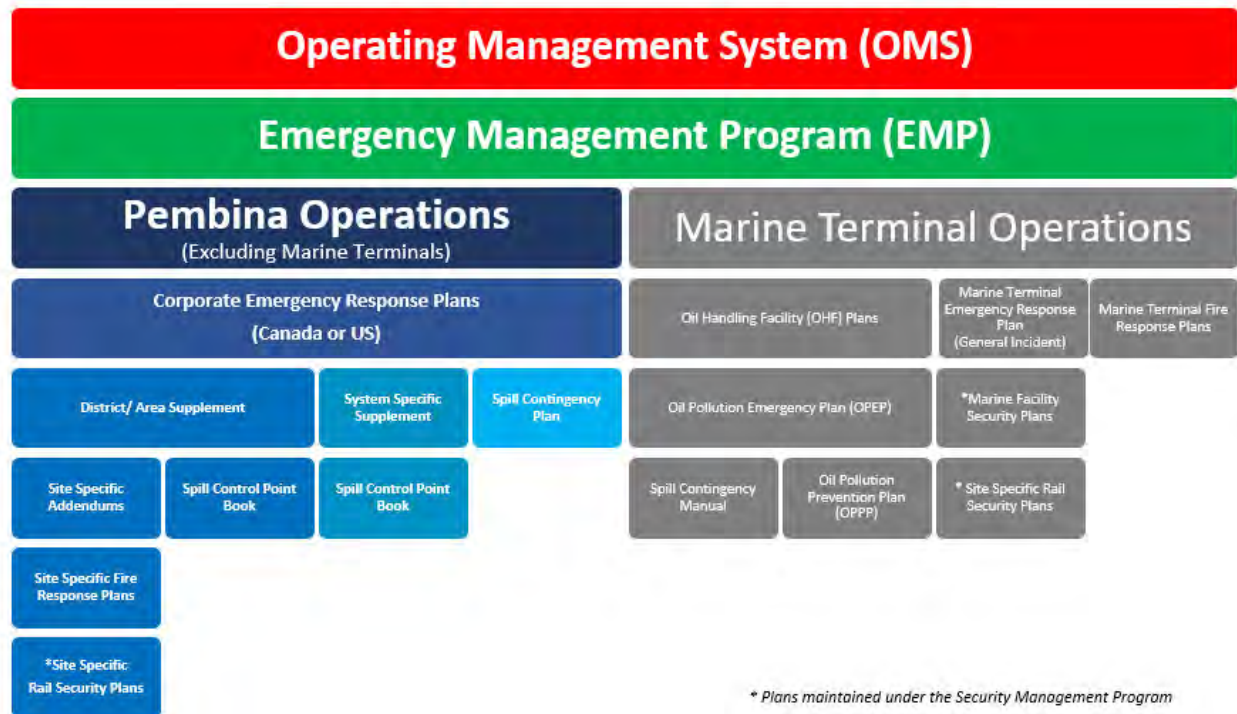 Operating Management System (OMS)
Emergency Management Program (EMP)
Pembina Operations
(Excluding Marine Terminals)
Marine Terminal Operations
Corporate Emergency Response Plans
(Canada or US)
Oil Handling Facility (OHF) Plans
Marine Terminal
Emergency Response
Plan
(General Incident)
Marine Terminal Fire
Response Plans
District/ Area Supplement
System Specific
Supplement
Spill Contingency
Plan
Oil Pollution Emergency Plan (OPEP)
*Marine Facility
Security Plans
Site Specific
Addendums
Spill Control Point
Book
Spill Control Point
Book
Spill Contingency
Manual
Oil Pollution
Prevention Plan
(OPPP)
* Site Specific Rail
Security Plans
Site Specific Fire
Response Plans
*Site Specific
Rail Security Plans
* Plans maintained under the Security Management Program